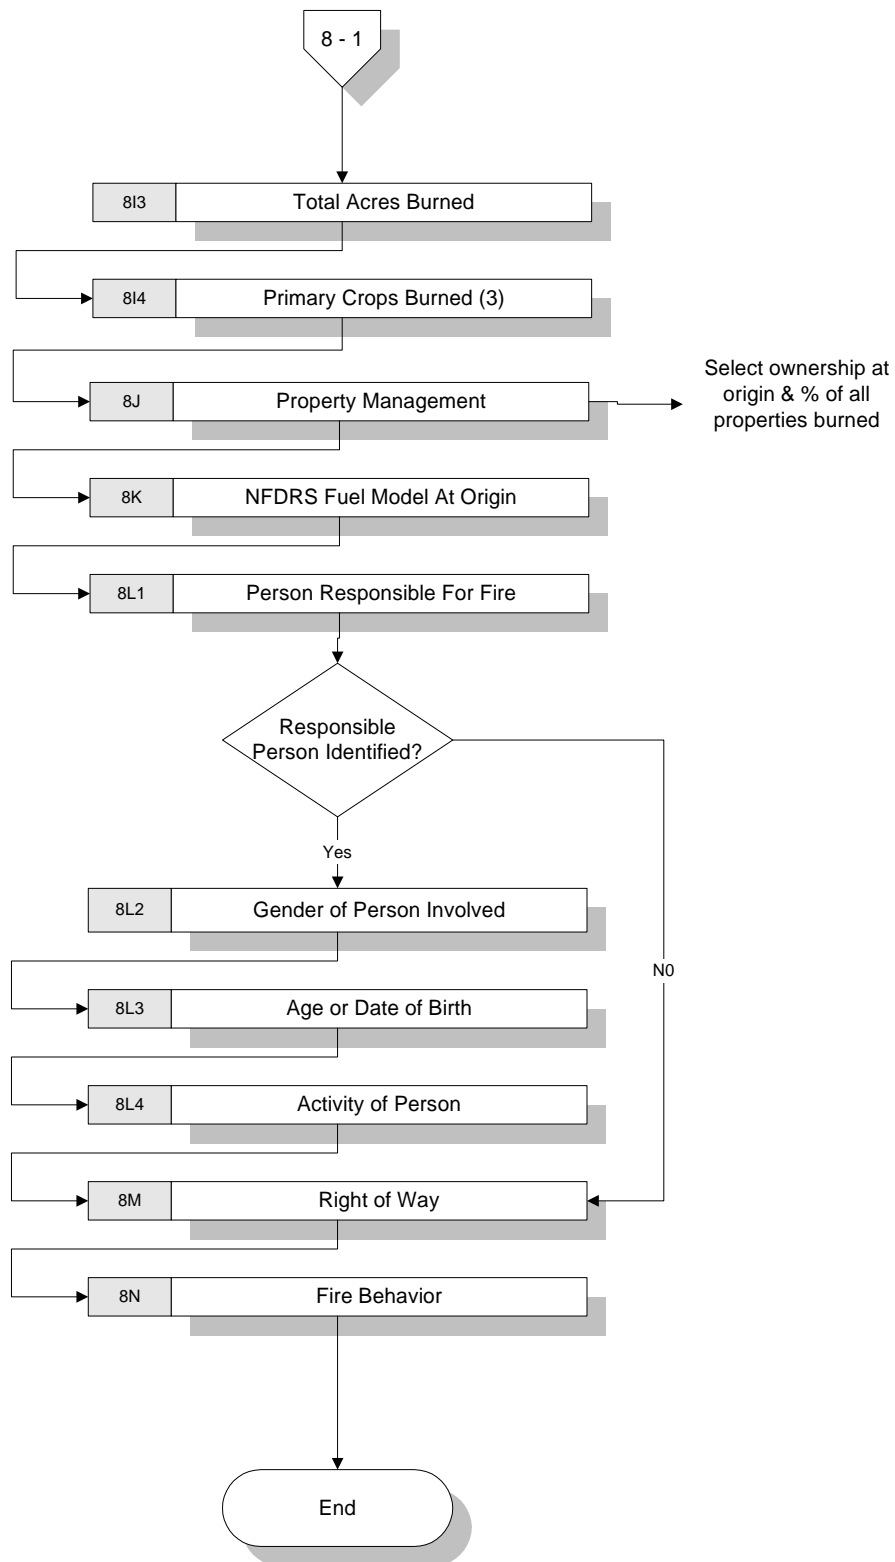 8 - 1
8I3
Total Acres Burned
8I4
Primary Crops Burned (3)
8J
Property Management
Select ownership at
origin & % of all
properties burned
8K
NFDRS Fuel Model At Origin
8L1
Person Responsible For Fire
Responsible
Person Identified?
Yes
8L2
Gender of Person Involved
N0
8L3
Age or Date of Birth
8L4
Activity of Person
8M
Right of Way
8N
Fire Behavior
End